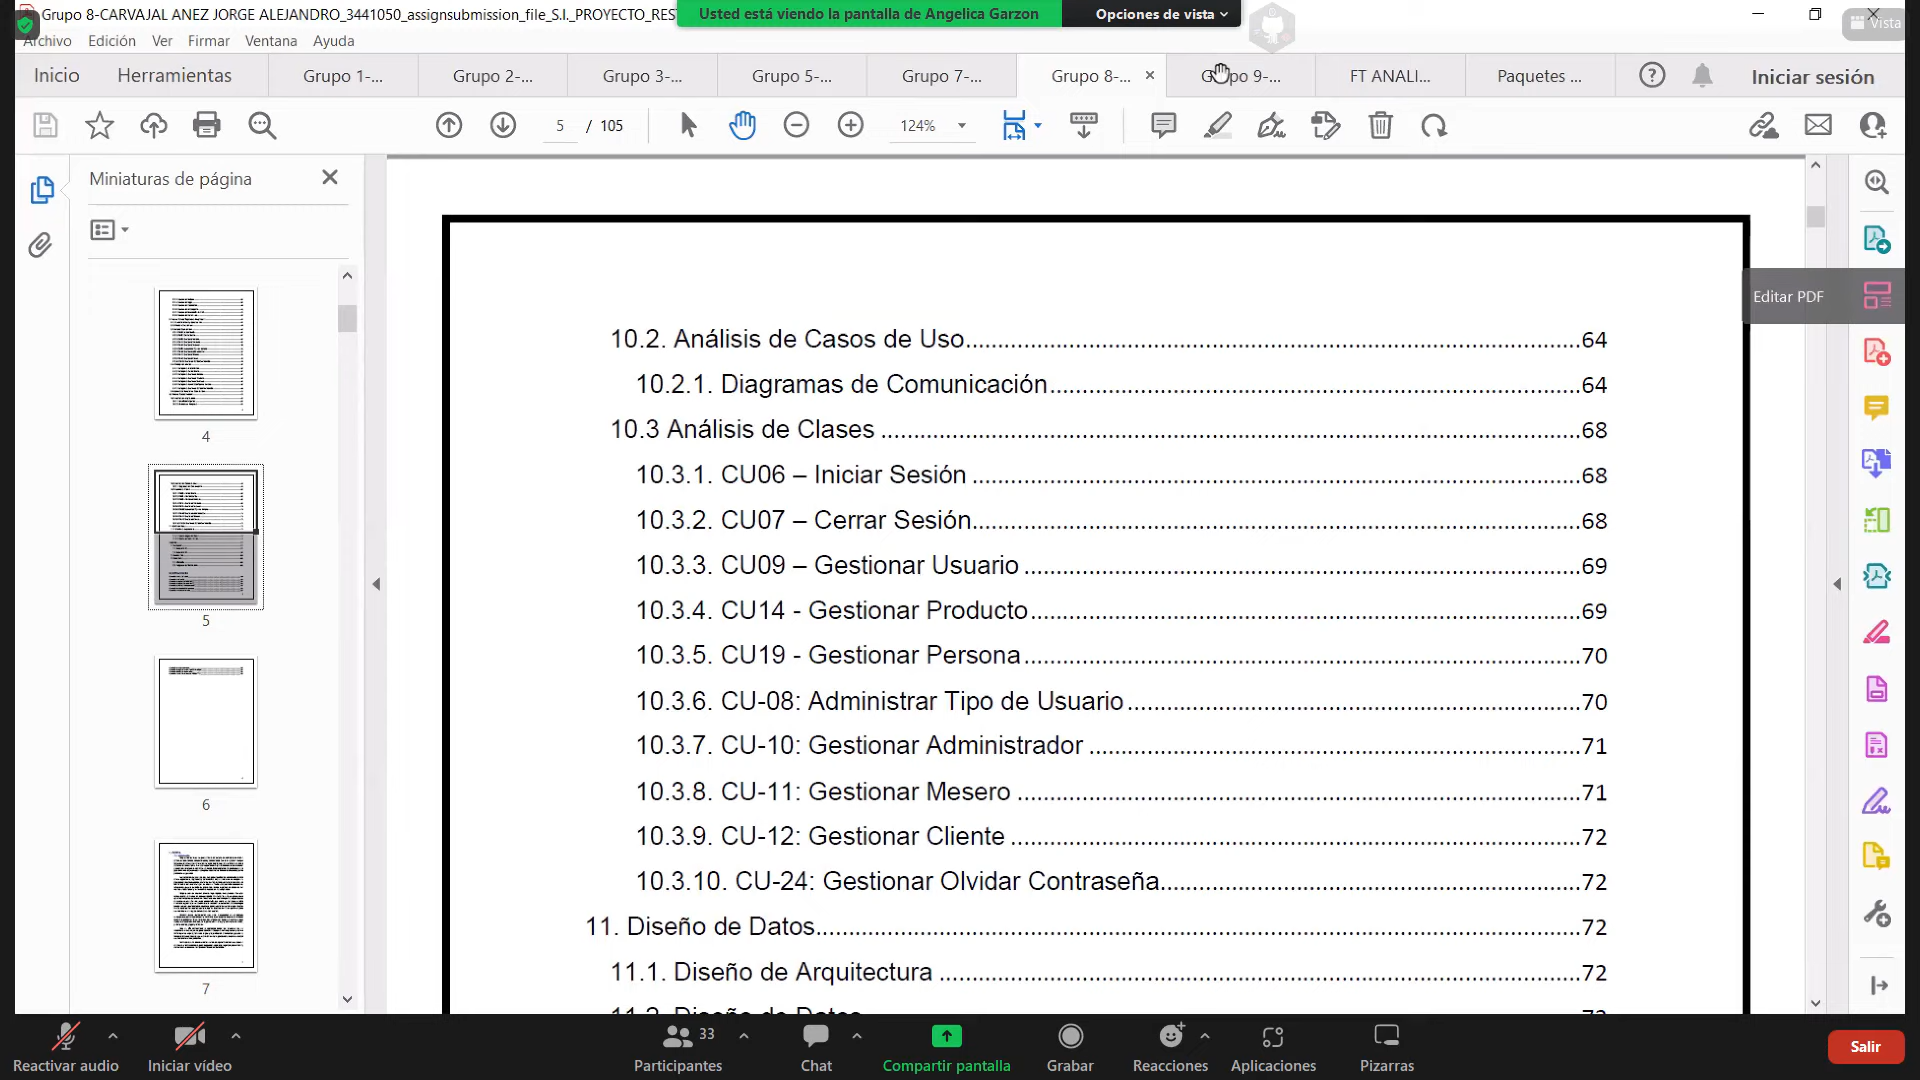 Grupo 8-CARVAJAL ANEZ JORGE ALEJANDRO_3441050_assignsubmission_file_S.I._PROYECTO_RES
Usted está viendo la pantalla de Angelica Garzon
Opciones de vista
Vista
Archivo Edición Ver Firmar Ventana Ayuda
Inicio Herramientas Grupo 1-... Grupo 2-... Grupo 3-... Grupo 5-... Grupo 7-... Grupo 8-... Grupo 9-... FT ANALI... Paquetes ... Iniciar sesión
5 / 105 124%
Miniaturas de página
4
5
6
7
Editar PDF
10.2. Análisis de Casos de Uso....................64
10.2.1. Diagramas de Comunicación....................64
10.3 Análisis de Clases ....................68
10.3.1. CU06 – Iniciar Sesión ....................68
10.3.2. CU07 – Cerrar Sesión....................68
10.3.3. CU09 – Gestionar Usuario ....................69
10.3.4. CU14 - Gestionar Producto....................69
10.3.5. CU19 - Gestionar Persona....................70
10.3.6. CU-08: Administrar Tipo de Usuario....................70
10.3.7. CU-10: Gestionar Administrador ....................71
10.3.8. CU-11: Gestionar Mesero ....................71
10.3.9. CU-12: Gestionar Cliente ....................72
10.3.10. CU-24: Gestionar Olvidar Contraseña....................72
11. Diseño de Datos....................72
11.1. Diseño de Arquitectura ....................72
11.2. Diseño de Datos
Reactivar audio
Iniciar vídeo
33
Participantes
Chat
Compartir pantalla
Grabar
Reacciones
Aplicaciones
Pizarras
Salir